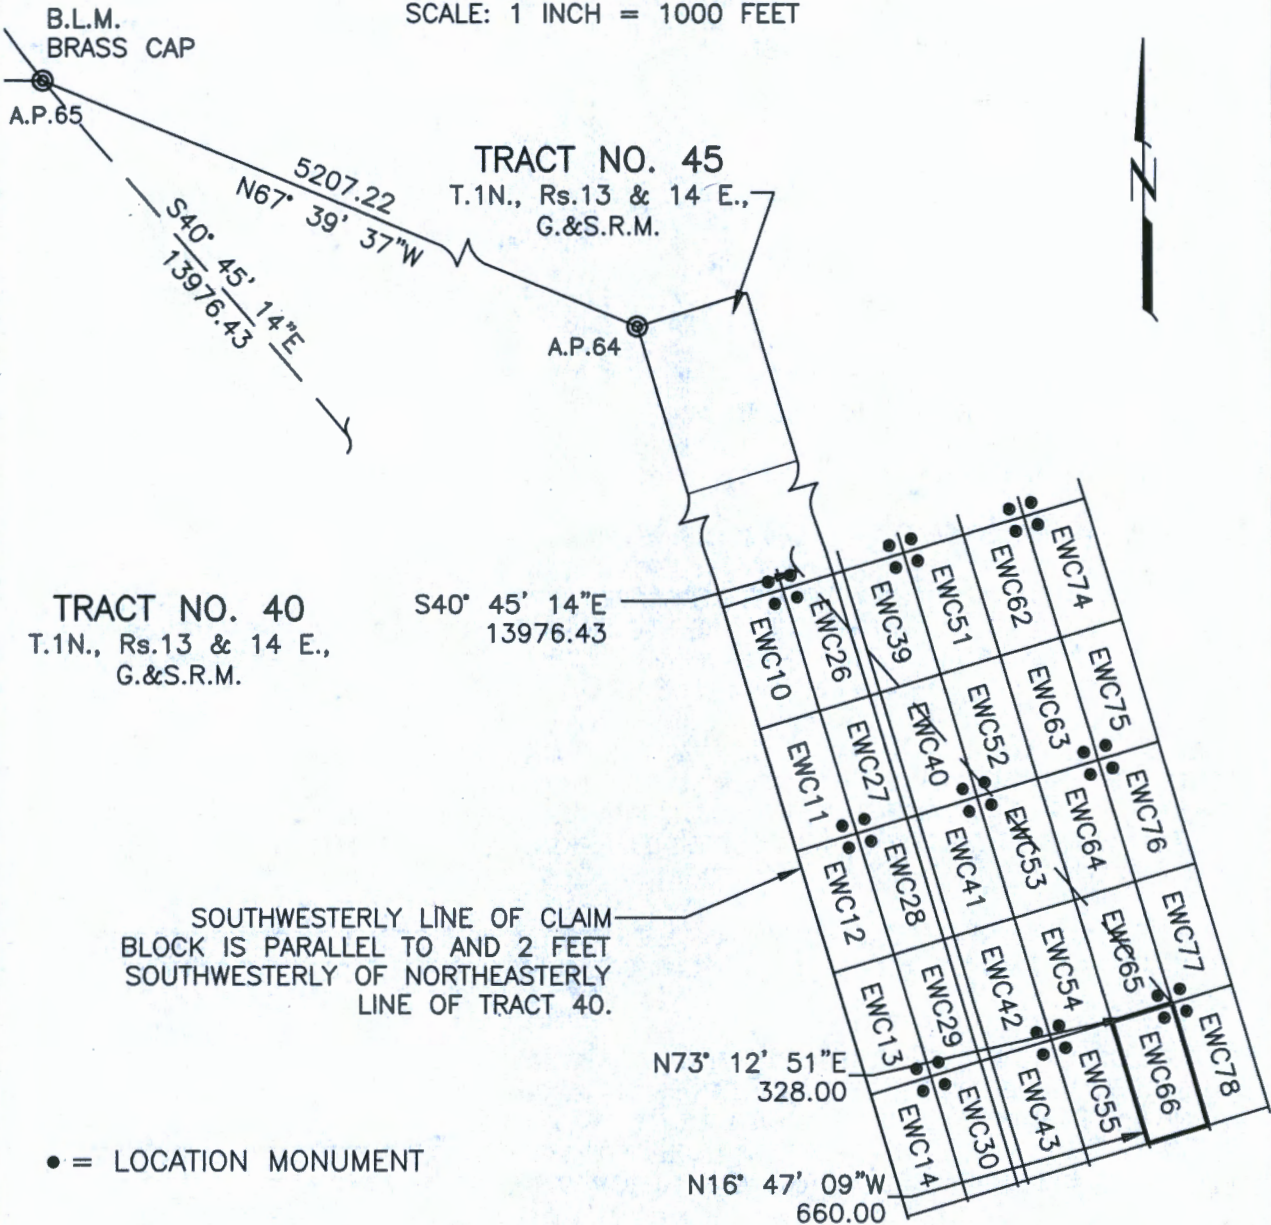 SCALE: 1 INCH = 1000 FEET
B.L.M.
BRASS CAP
A.P.65
5207.22
N67° 39' 37"W
S40° 45' 14"E
13976.43
TRACT NO. 45
T.1N., Rs.13 & 14 E.,
G.&S.R.M.
N
A.P.64
TRACT NO. 40
T.1N., Rs.13 & 14 E.,
G.&S.R.M.
S40° 45' 14"E
13976.43
EWC10
EWC26
EWC39
EWC51
EWC62
EWC74
EWC11
EWC27
EWC40
EWC52
EWC63
EWC75
EWC12
EWC28
EWC41
EWC53
EWC64
EWC76
EWC13
EWC29
EWC42
EWC54
EWC65
EWC77
EWC14
EWC30
EWC43
EWC55
EWC66
EWC78
SOUTHWESTERLY LINE OF CLAIM
BLOCK IS PARALLEL TO AND 2 FEET
SOUTHWESTERLY OF NORTHEASTERLY
LINE OF TRACT 40.
N73° 12' 51"E
328.00
N16° 47' 09"W
660.00
• = LOCATION MONUMENT